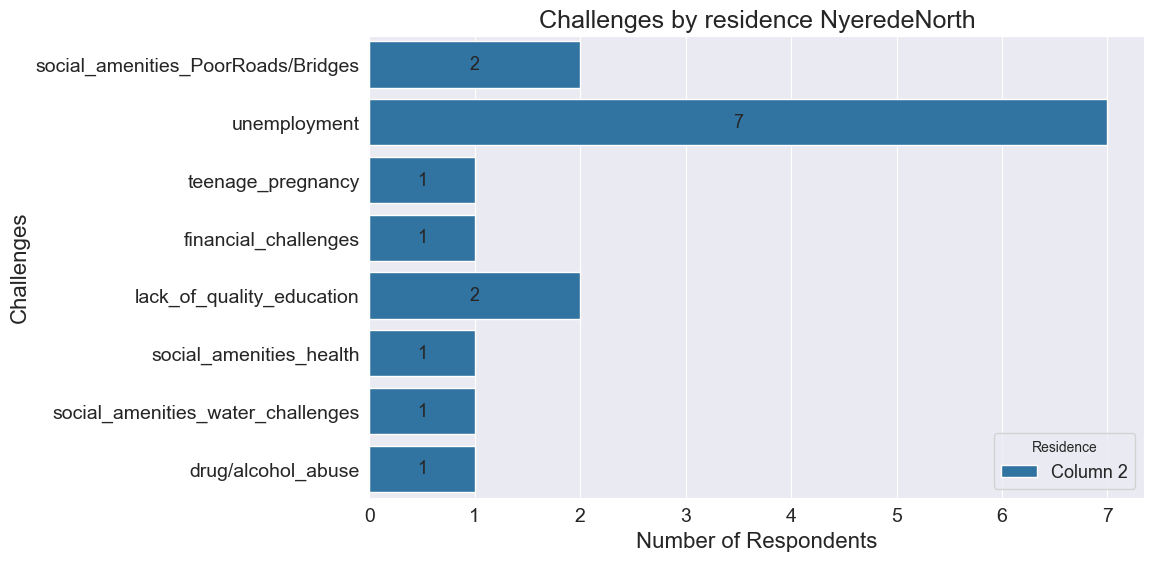 Challenges by residence NyeredeNorth
Challenges
social_amenities_PoorRoads/Bridges
2
unemployment
7
teenage_pregnancy
1
financial_challenges
1
lack_of_quality_education
2
social_amenities_health
1
social_amenities_water_challenges
1
drug/alcohol_abuse
1
Residence
Column 2
0 1 2 3 4 5 6 7
Number of Respondents